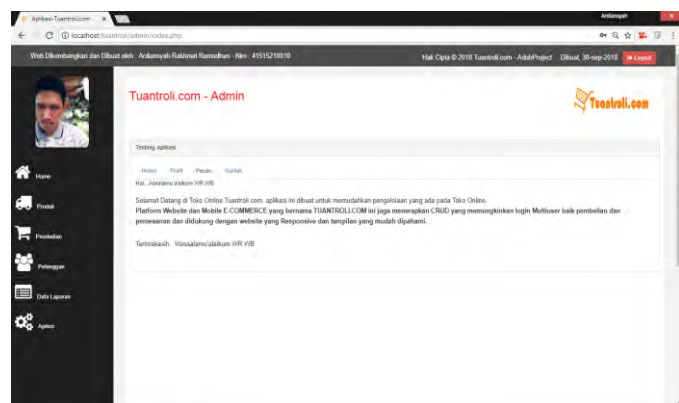 Aplikasi-Tuantroli.com
Ardiansyah
localhost/tuantroli/admin/index.php
Web Dikembangkan dan Dibuat oleh : Ardiansyah Rakhmat Ramadhan - Nim : 41515210010
Hak Cipta © 2018 Tuantroli.com - AdubProject Dibuat, 30-sep-2018 Logout
Tuantroli.com - Admin
Tuantroli.com
Tentang Aplikasi
Home Profil Pesan Kontak
Hai, Assalamu'alaikum WR.WB
Selamat Datang di Toko Online Tuantroli.com. aplikasi ini dibuat untuk memudahkan pengelolaan yang ada pada Toko Online.
Platform Website dan Mobile E-COMMERCE yang bernama TUANTROLI.COM ini juga menerapkan CRUD yang memungkinkan login Multiuser baik pembelian dan
pemesanan dan didukung dengan website yang Responsive dan tampilan yang mudah dipahami.
Terimakasih.. Wassalamu'alaikum WR.WB
Home
Produk
Pembelian
Pelanggan
Data Laporan